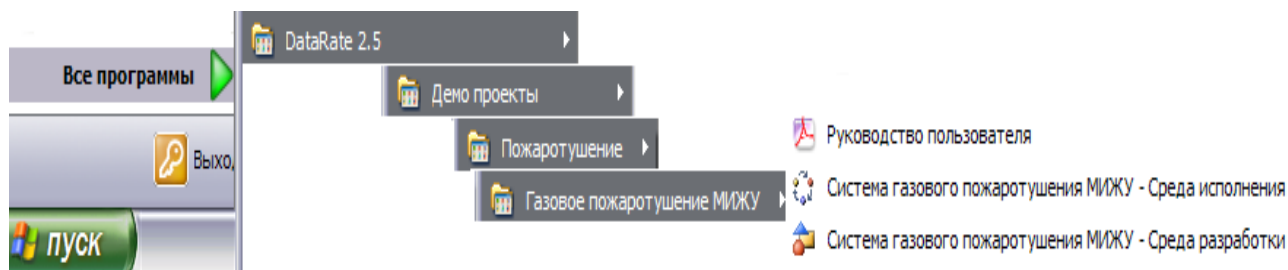 DataRate 2.5
Все программы
Демо проекты
Руководство пользователя
Пожаротушение
Выхо
Система газового пожаротушения МИЖУ - Среда исполнения
Газовое пожаротушение МИЖУ
пуск
Система газового пожаротушения МИЖУ - Среда разработки